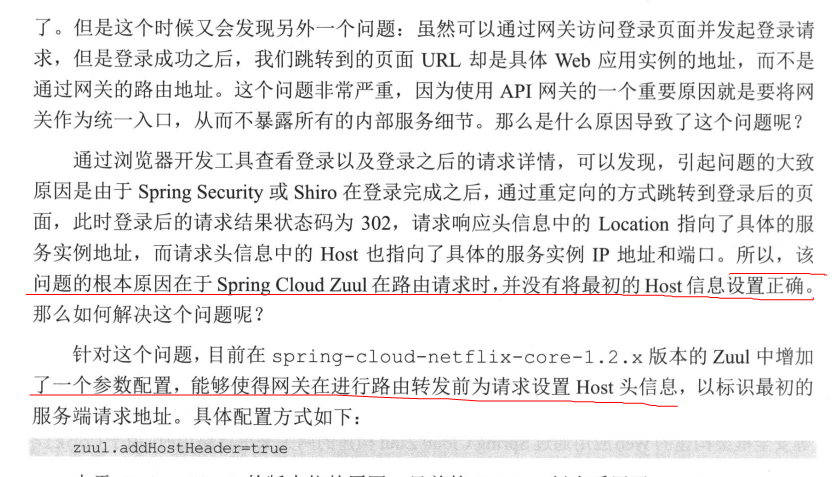 了。但是这个时候又会发现另外一个问题：虽然可以通过网关访问登录页面并发起登录请
求，但是登录成功之后，我们跳转到的页面 URL 却是具体 Web 应用实例的地址，而不是
通过网关的路由地址。这个问题非常严重，因为使用 API 网关的一个重要原因就是要将网
关作为统一入口，从而不暴露所有的内部服务细节。那么是什么原因导致了这个问题呢？
通过浏览器开发工具查看登录以及登录之后的请求详情，可以发现，引起问题的大致
原因是由于 Spring Security 或 Shiro 在登录完成之后，通过重定向的方式跳转到登录后的页
面，此时登录后的请求结果状态码为 302，请求响应头信息中的 Location 指向了具体的服
务实例地址，而请求头信息中的 Host 也指向了具体的服务实例 IP 地址和端口。所以，该
问题的根本原因在于 Spring Cloud Zuul 在路由请求时，并没有将最初的 Host 信息设置正确。
那么如何解决这个问题呢？
针对这个问题，目前在 spring-cloud-netflix-core-1.2.x 版本的 Zuul 中增加
了一个参数配置，能够使得网关在进行路由转发前为请求设置 Host 头信息，以标识最初的
服务端请求地址。具体配置方式如下：
zuul.addHostHeader=true